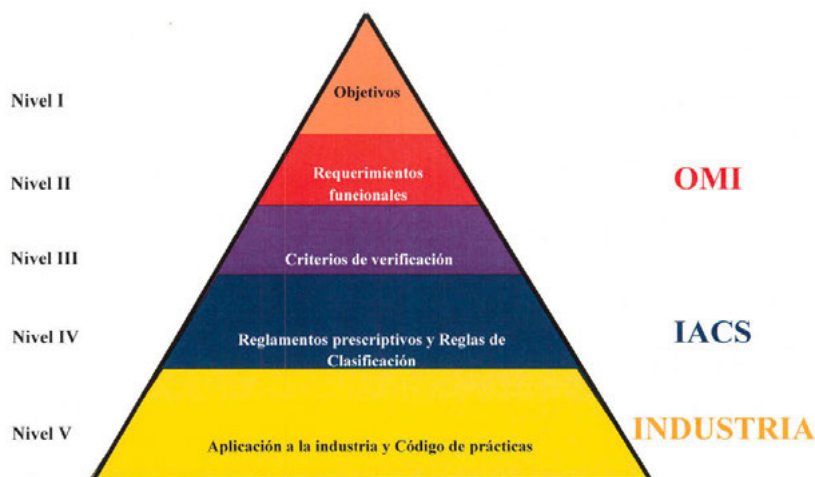 Nivel I
Objetivos
Nivel II
Requerimientos
funcionales
OMI
Nivel III
Criterios de verificación
Nivel IV
Reglamentos prescriptivos y Reglas de
Clasificación
IACS
Nivel V
Aplicación a la industria y Código de prácticas
INDUSTRIA